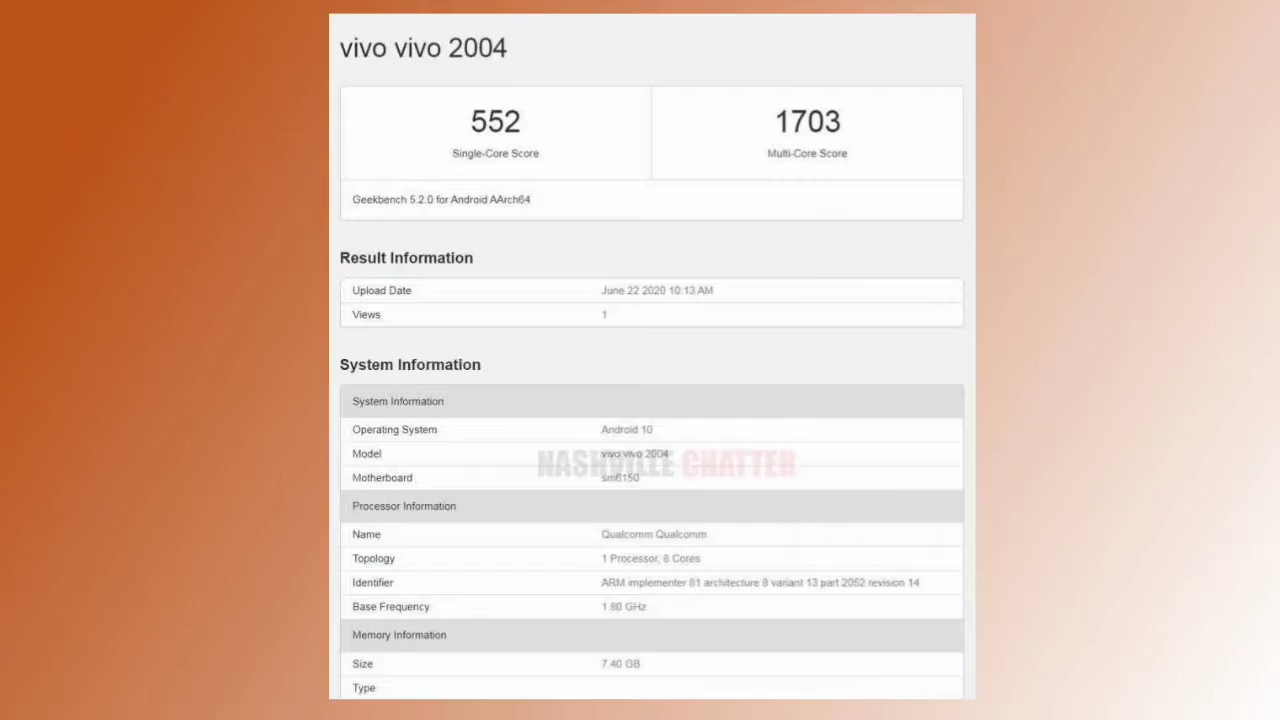 vivo vivo 2004
552 1703
Single-Core Score Multi-Core Score
Geekbench 5.2.0 for Android AArch64
Result Information
Upload Date June 22 2020 10:13 AM
Views 1
System Information
System Information
Operating System Android 10
Model vivo vivo 2004
NASHVILLE CHATTER
Motherboard sm6150
Processor Information
Name Qualcomm Qualcomm
Topology 1 Processor, 8 Cores
Identifier ARM implementer 81 architecture 8 variant 13 part 2052 revision 14
Base Frequency 1.80 GHz
Memory Information
Size 7.40 GB
Type